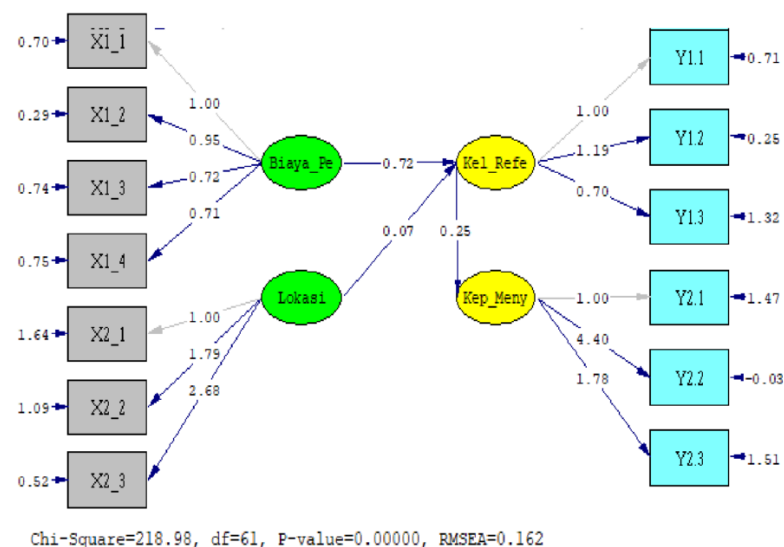 0.70 X1_1
0.29 X1_2
0.74 X1_3
0.75 X1_4
1.64 X2_1
1.09 X2_2
0.52 X2_3
1.00
0.95
0.72
0.71
1.00
1.79
2.68
Biaya_Pe
Lokasi
0.72
0.07
0.25
Kel_Refe
Kep_Meny
1.00
1.19
0.70
1.00
4.40
1.78
Y1.1 0.71
Y1.2 0.25
Y1.3 1.32
Y2.1 1.47
Y2.2 -0.03
Y2.3 1.51
Chi-Square=218.98, df=61, P-value=0.00000, RMSEA=0.162